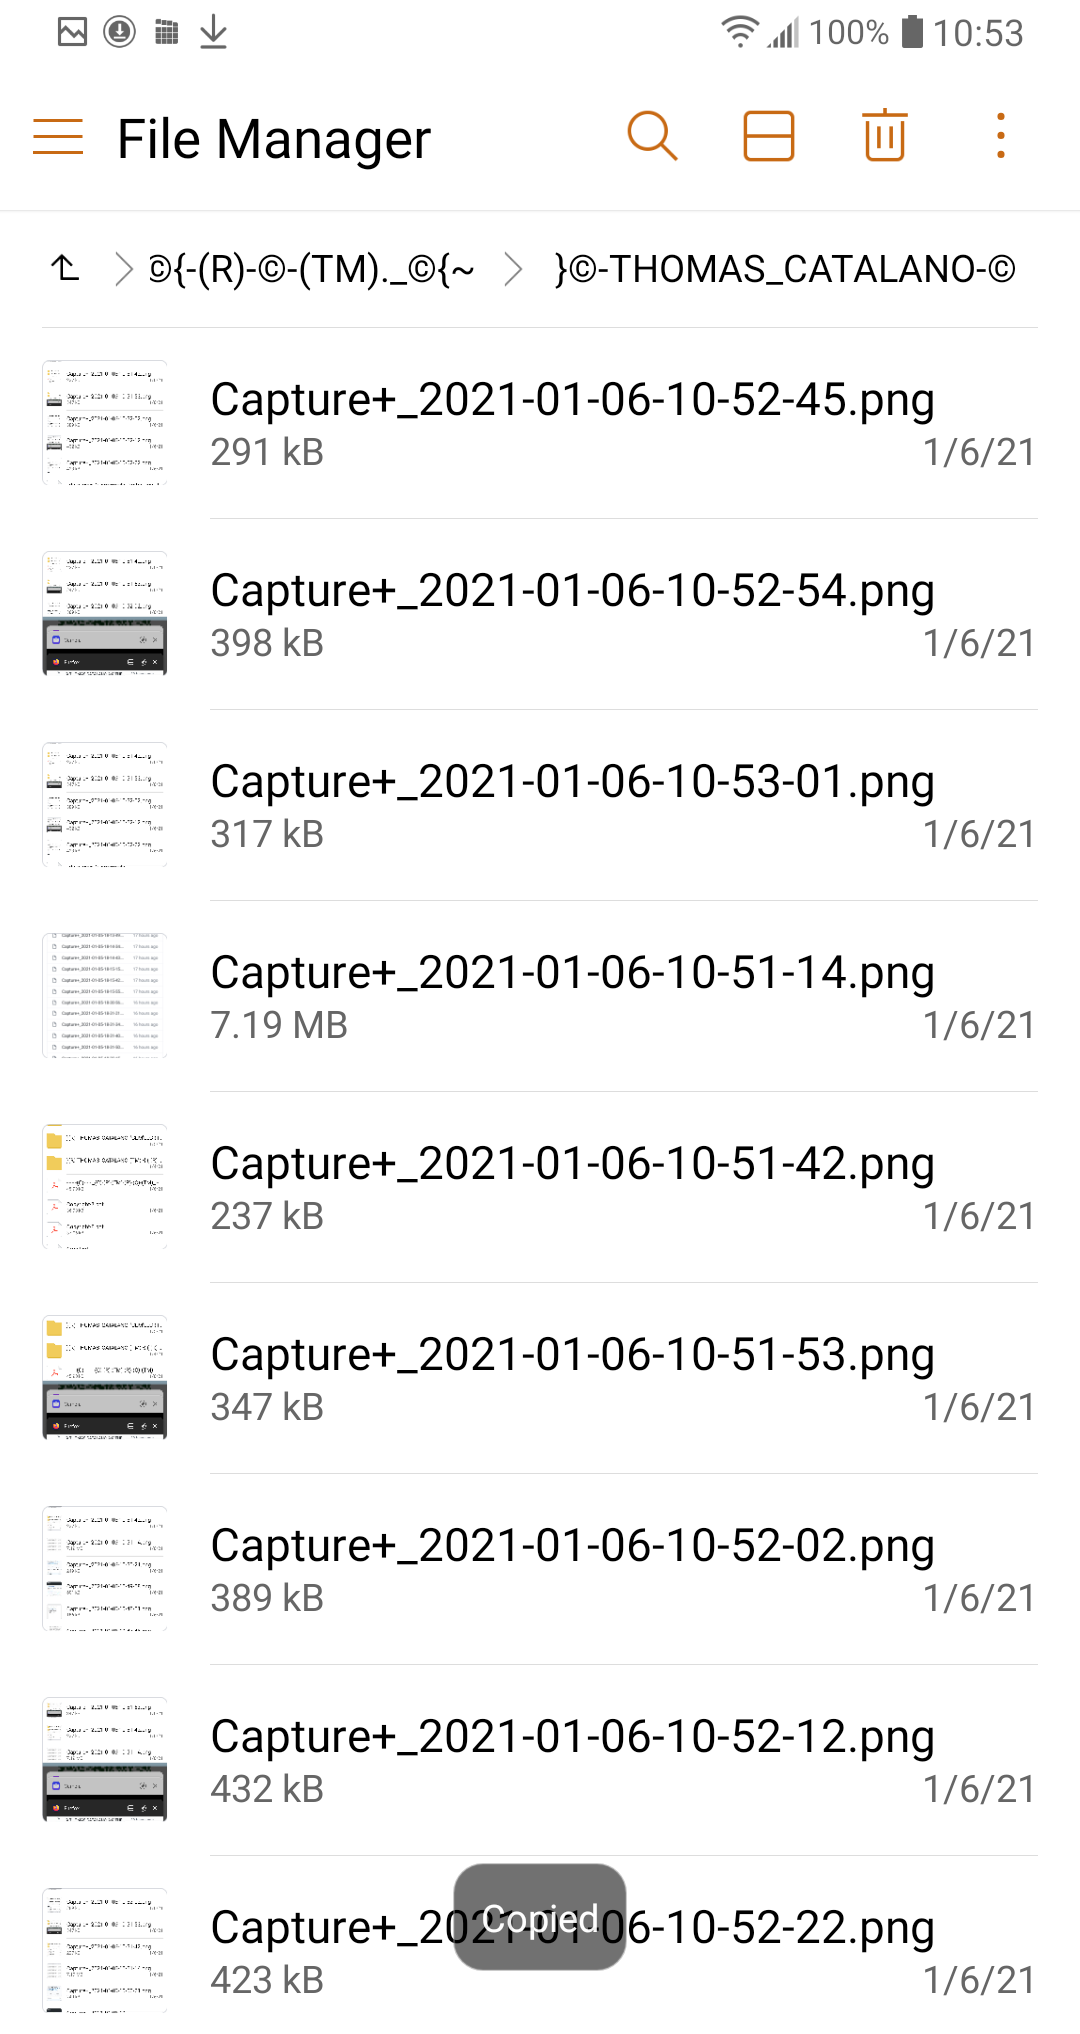 100% 10:53
File Manager
©{-(R)-©-(TM)._©{~ }©-THOMAS_CATALANO-©
Capture+_2021-01-06-10-52-45.png
291 kB 1/6/21
Capture+_2021-01-06-10-52-54.png
398 kB 1/6/21
Capture+_2021-01-06-10-53-01.png
317 kB 1/6/21
Capture+_2021-01-06-10-51-14.png
7.19 MB 1/6/21
Capture+_2021-01-06-10-51-42.png
237 kB 1/6/21
Capture+_2021-01-06-10-51-53.png
347 kB 1/6/21
Capture+_2021-01-06-10-52-02.png
389 kB 1/6/21
Capture+_2021-01-06-10-52-12.png
432 kB 1/6/21
Capture+_2021-01-06-10-52-22.png
Copied
423 kB 1/6/21